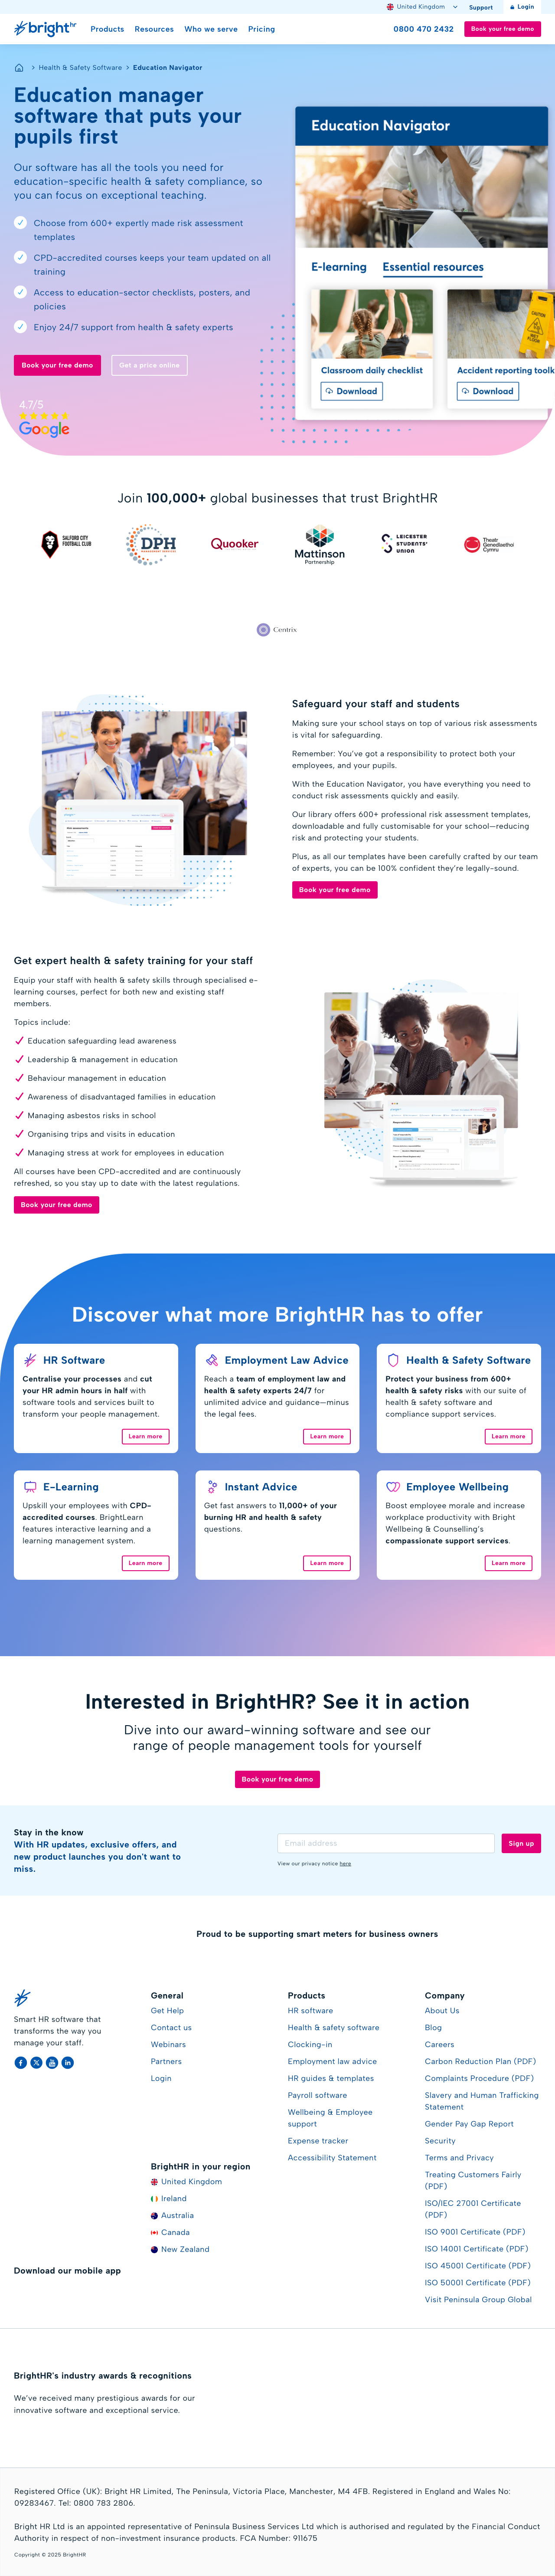 United Kingdom
Support
Login
bright hr
Products
Resources
Who we serve
Pricing
0800 470 2432
Book your free demo
Health & Safety Software
Education Navigator
Education manager
software that puts your
pupils first
Our software has all the tools you need for
education-specific health & safety compliance, so
you can focus on exceptional teaching.
Choose from 600+ expertly made risk assessment
templates
CPD-accredited courses keeps your team updated on all
training
Access to education-sector checklists, posters, and
policies
Enjoy 24/7 support from health & safety experts
Book your free demo
Get a price online
4.7/5
Google
Education Navigator
E-learning
Essential resources
Classroom daily checklist
Download
Accident reporting toolk
Download
Join 100,000+ global businesses that trust BrightHR
SALFORD CITY
FOOTBALL CLUB
DPH
Quooker
Mattinson
Partnership
LEICESTER
STUDENTS'
UNION
Theatr
Genedlaethol
Cymru
Centrix
Safeguard your staff and students
Making sure your school stays on top of various risk assessments
is vital for safeguarding.
Remember: You've got a responsibility to protect both your
employees, and your pupils.
With the Education Navigator, you have everything you need to
conduct risk assessments quickly and easily.
Our library offers 600+ professional risk assessment templates,
downloadable and fully customisable for your school—reducing
risk and protecting your students.
Plus, as all our templates have been carefully crafted by our team
of experts, you can be 100% confident they're legally-sound.
Book your free demo
Get expert health & safety training for your staff
Equip your staff with health & safety skills through specialised e-
learning courses, perfect for both new and existing staff
members.
Topics include:
Education safeguarding lead awareness
Leadership & management in education
Behaviour management in education
Awareness of disadvantaged families in education
Managing asbestos risks in school
Organising trips and visits in education
Managing stress at work for employees in education
All courses have been CPD-accredited and are continuously
refreshed, so you stay up to date with the latest regulations.
Book your free demo
Discover what more BrightHR has to offer
HR Software
Centralise your processes and cut
your HR admin hours in half with
software tools and services built to
transform your people management.
Learn more
Employment Law Advice
Reach a team of employment law and
health & safety experts 24/7 for
unlimited advice and guidance—minus
the legal fees.
Learn more
Health & Safety Software
Protect your business from 600+
health & safety risks with our suite of
health & safety software and
compliance support services.
Learn more
E-Learning
Upskill your employees with CPD-
accredited courses. BrightLearn
features interactive learning and a
learning management system.
Learn more
Instant Advice
Get fast answers to 11,000+ of your
burning HR and health & safety
questions.
Learn more
Employee Wellbeing
Boost employee morale and increase
workplace productivity with Bright
Wellbeing & Counselling's
compassionate support services.
Learn more
Interested in BrightHR? See it in action
Dive into our award-winning software and see our
range of people management tools for yourself
Book your free demo
Stay in the know
With HR updates, exclusive offers, and
new product launches you don't want to
miss.
Email address
Sign up
View our privacy notice here
Proud to be supporting smart meters for business owners
Smart HR software that
transforms the way you
manage your staff.
General
Get Help
Contact us
Webinars
Partners
Login
BrightHR in your region
United Kingdom
Ireland
Australia
Canada
New Zealand
Products
HR software
Health & safety software
Clocking-in
Employment law advice
HR guides & templates
Payroll software
Wellbeing & Employee
support
Expense tracker
Accessibility Statement
Company
About Us
Blog
Careers
Carbon Reduction Plan (PDF)
Complaints Procedure (PDF)
Slavery and Human Trafficking
Statement
Gender Pay Gap Report
Security
Terms and Privacy
Treating Customers Fairly
(PDF)
ISO/IEC 27001 Certificate
(PDF)
ISO 9001 Certificate (PDF)
ISO 14001 Certificate (PDF)
ISO 45001 Certificate (PDF)
ISO 50001 Certificate (PDF)
Visit Peninsula Group Global
Download our mobile app
BrightHR's industry awards & recognitions
We've received many prestigious awards for our
innovative software and exceptional service.
Registered Office (UK): Bright HR Limited, The Peninsula, Victoria Place, Manchester, M4 4FB. Registered in England and Wales No:
09283467. Tel: 0800 783 2806.
Bright HR Ltd is an appointed representative of Peninsula Business Services Ltd which is authorised and regulated by the Financial Conduct
Authority in respect of non-investment insurance products. FCA Number: 911675
Copyright © 2025 BrightHR